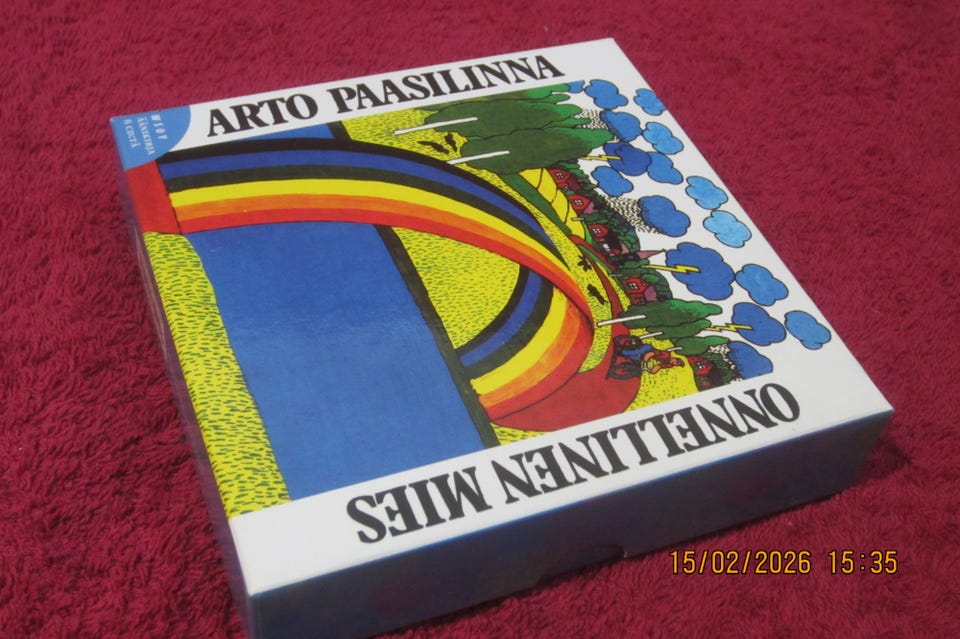 ARTO PAASILINNA
WSOY
ÄÄNIKIRJA
6 CD:TÄ
ONNELLINEN MIES
15/02/2026 15:35